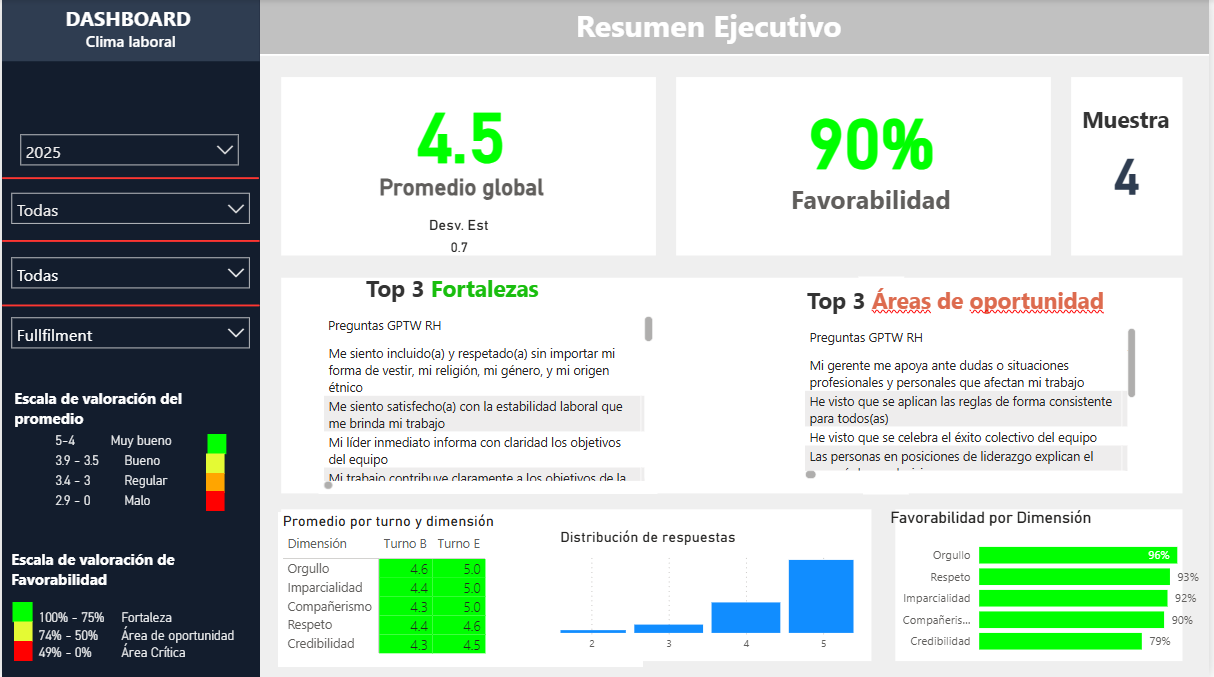 DASHBOARD
Clima laboral
2025
Todas
Todas
Fullfilment
Escala de valoración del
promedio
5-4 Muy bueno
3.9 - 3.5 Bueno
3.4 - 3 Regular
2.9 - 0 Malo
Escala de valoración de
Favorabilidad
100% - 75% Fortaleza
74% - 50% Área de oportunidad
49% - 0% Área Crítica
Resumen Ejecutivo
4.5
Promedio global
Desv. Est
0.7
90%
Favorabilidad
Muestra
4
Top 3 Fortalezas
Preguntas GPTW RH
Me siento incluido(a) y respetado(a) sin importar mi
forma de vestir, mi religión, mi género, y mi origen
étnico
Me siento satisfecho(a) con la estabilidad laboral que
me brinda mi trabajo
Mi líder inmediato informa con claridad los objetivos
del equipo
Mi trabajo contribuye claramente a los objetivos de la
Top 3 Áreas de oportunidad
Preguntas GPTW RH
Mi gerente me apoya ante dudas o situaciones
profesionales y personales que afectan mi trabajo
He visto que se aplican las reglas de forma consistente
para todos(as)
He visto que se celebra el éxito colectivo del equipo
Las personas en posiciones de liderazgo explican el
Promedio por turno y dimensión
Dimensión Turno B Turno E
Orgullo 4.6 5.0
Imparcialidad 4.4 5.0
Compañerismo 4.3 5.0
Respeto 4.4 4.6
Credibilidad 4.3 4.5
Distribución de respuestas
2 3 4 5
Favorabilidad por Dimensión
Orgullo 96%
Respeto 93%
Imparcialidad 92%
Compañeris... 90%
Credibilidad 79%